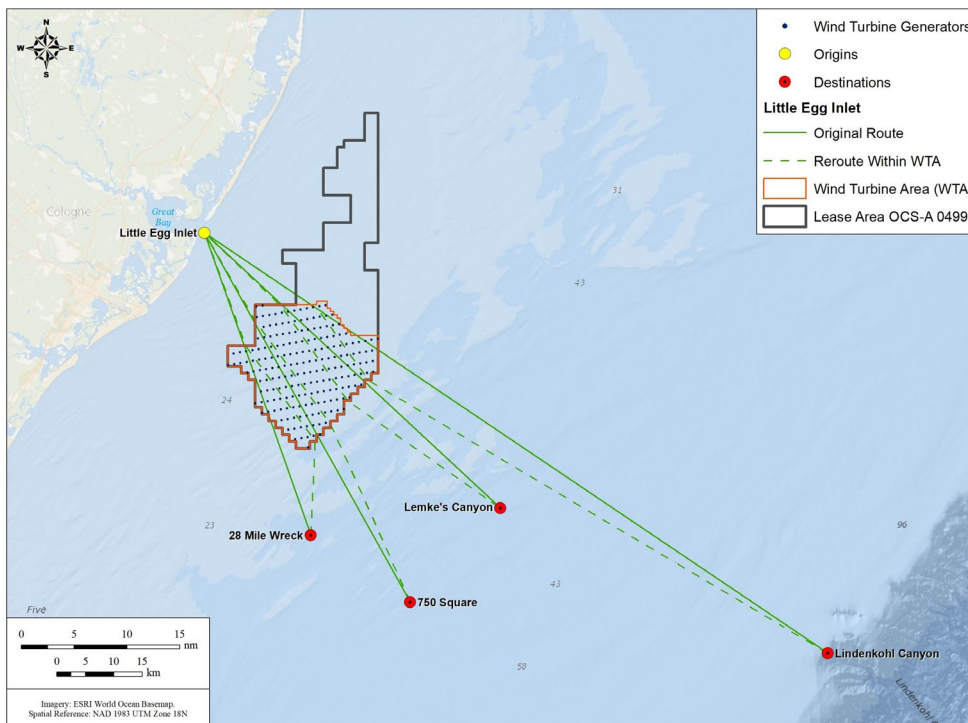 N
W
E
S
Wind Turbine Generators
Origins
Destinations
Little Egg Inlet
Original Route
Reroute Within WTA
Wind Turbine Area (WTA
Lease Area OCS-A 0499
31
Cologne
Great
Bay
Little Egg Inlet
43
24
Lemke's Canyon
23
28 Mile Wreck
96
43
750 Square
Five
Lindenkohl Canyon
58
Lindenkohl
0 5 10 15
nm
0 5 10 15
km
Imagery: ESRI World Ocean Basemap.
Spatial Reference: NAD 1983 UTM Zone 18N